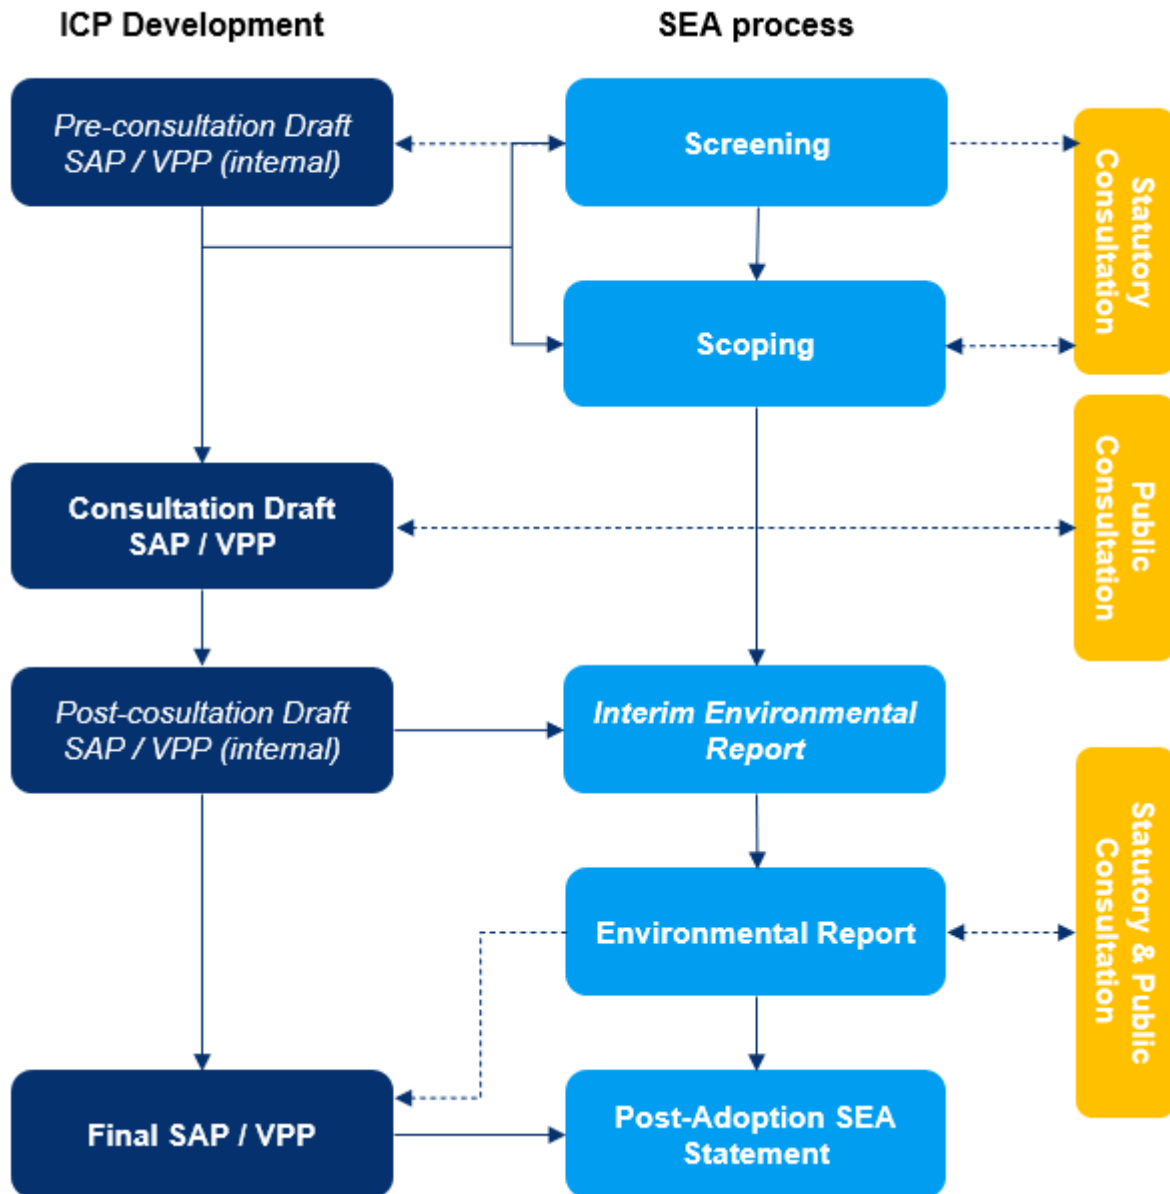 ICP Development
SEA process
Pre-consultation Draft
SAP / VPP (internal)
Screening
Statutory
Consultation
Scoping
Public
Consultation
Consultation Draft
SAP / VPP
Post-cosultation Draft
SAP / VPP (internal)
Interim Environmental
Report
Statutory & Public
Consultation
Environmental Report
Final SAP / VPP
Post-Adoption SEA
Statement